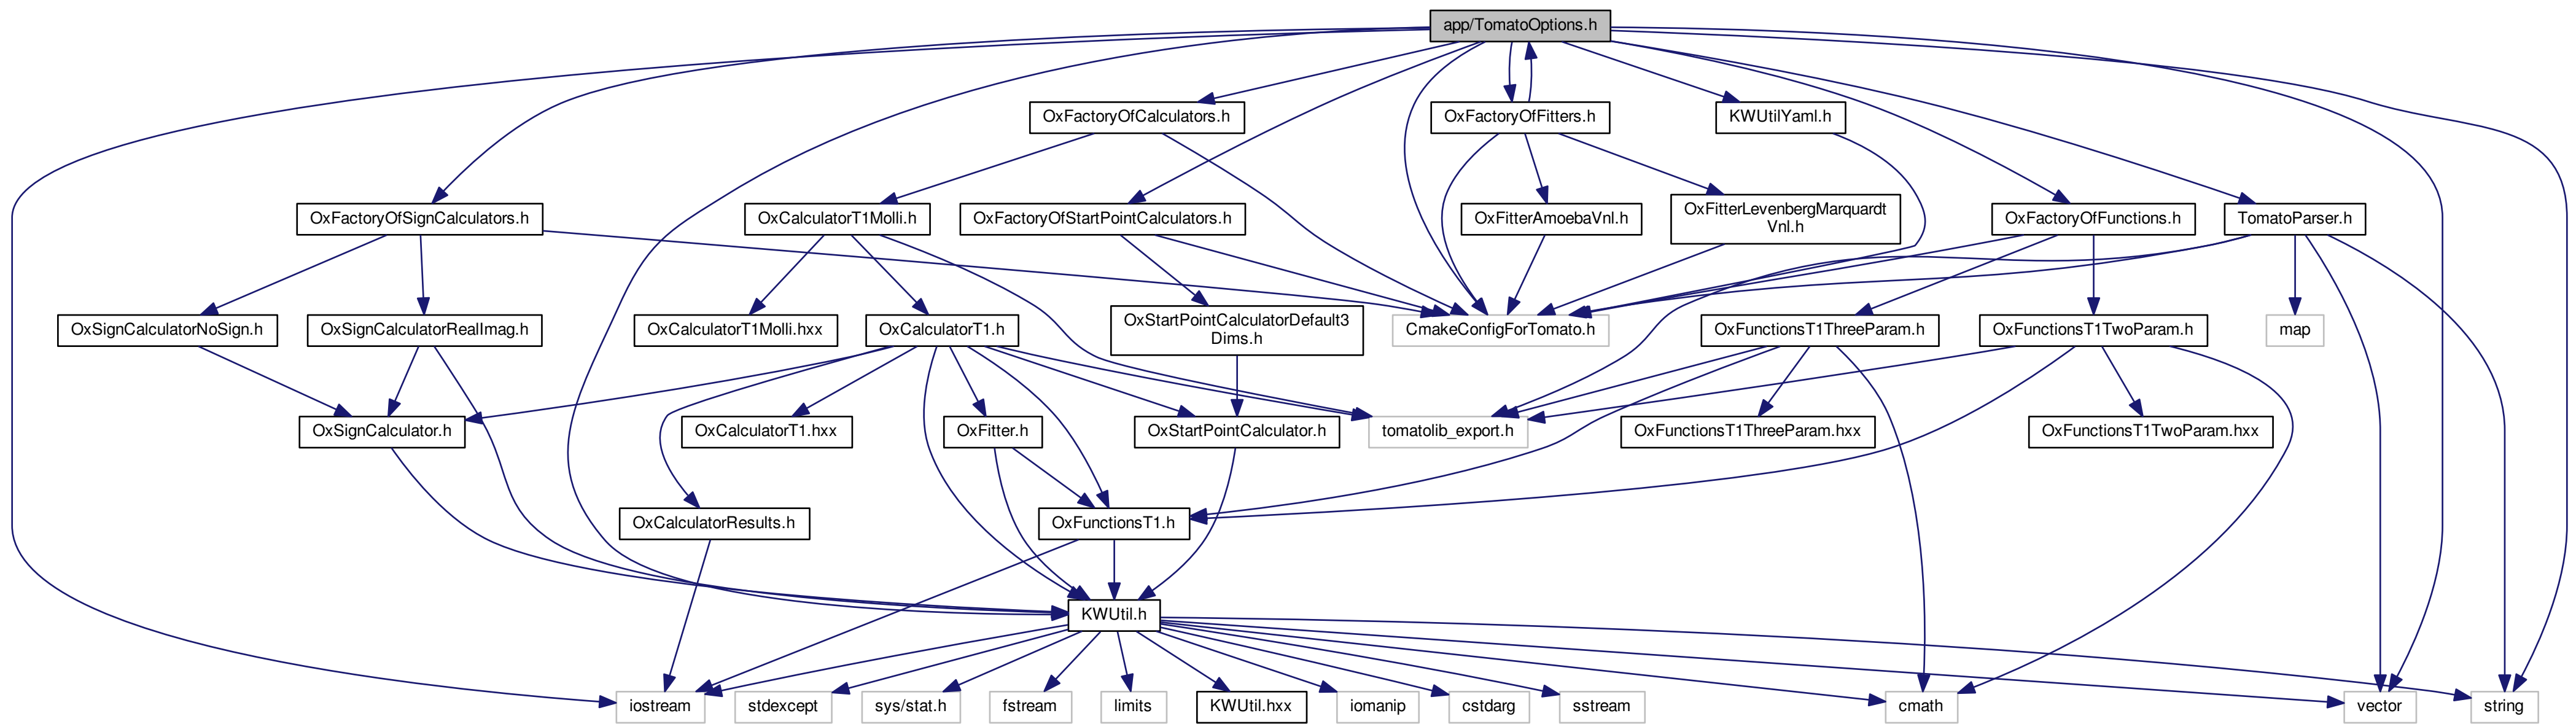 app/TomatoOptions.h
OxFactoryOfCalculators.h
OxFactoryOfFitters.h
KWUtilYaml.h
OxFactoryOfSignCalculators.h
OxCalculatorT1Molli.h
OxFactoryOfStartPointCalculators.h
OxFitterAmoebaVnl.h
OxFitterLevenbergMarquardt
Vnl.h
OxFactoryOfFunctions.h
TomatoParser.h
OxSignCalculatorNoSign.h
OxSignCalculatorRealImag.h
OxCalculatorT1Molli.hxx
OxCalculatorT1.h
OxStartPointCalculatorDefault3
Dims.h
CmakeConfigForTomato.h
OxFunctionsT1ThreeParam.h
OxFunctionsT1TwoParam.h
map
OxSignCalculator.h
OxCalculatorT1.hxx
OxFitter.h
OxStartPointCalculator.h
tomatolib_export.h
OxFunctionsT1ThreeParam.hxx
OxFunctionsT1TwoParam.hxx
OxCalculatorResults.h
OxFunctionsT1.h
KWUtil.h
iostream
stdexcept
sys/stat.h
fstream
limits
KWUtil.hxx
iomanip
cstdarg
sstream
cmath
vector
string